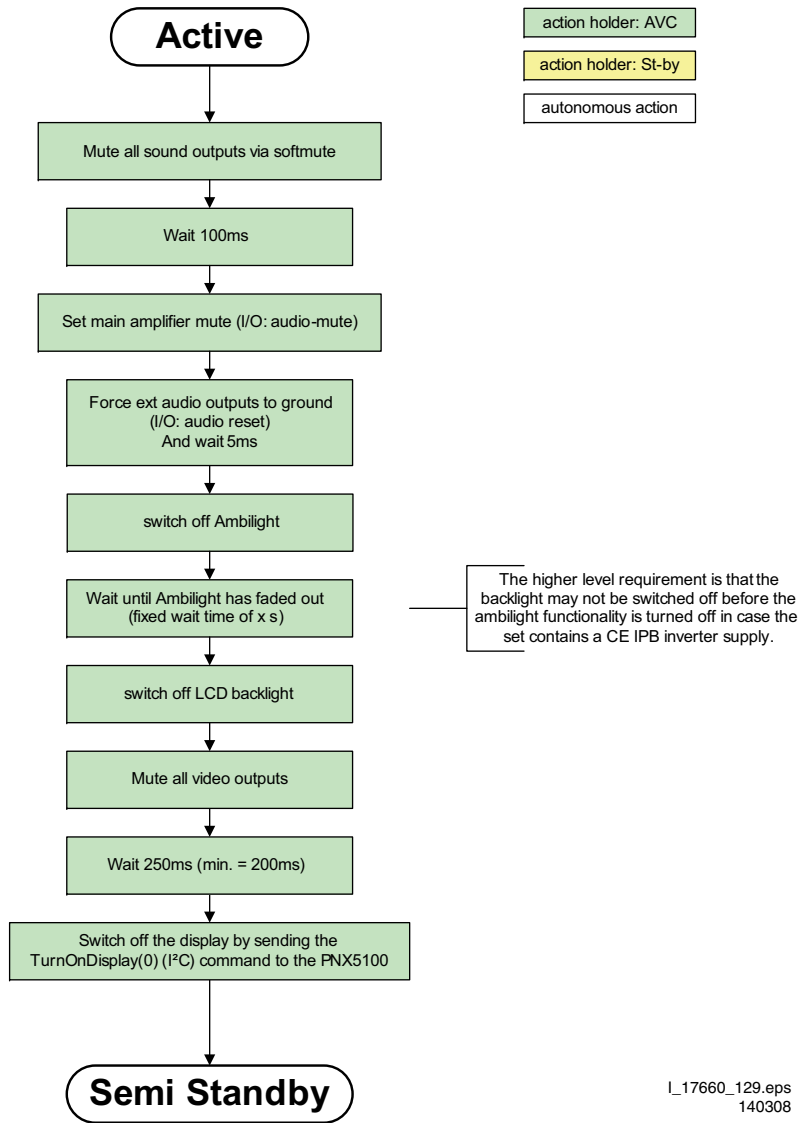 Active
action holder: AVC
action holder: St-by
autonomous action
Mute all sound outputs via softmute
Wait 100ms
Set main amplifier mute (I/O: audio-mute)
Force ext audio outputs to ground
(I/O: audio reset)
And wait 5ms
switch off Ambilight
Wait until Ambilight has faded out
(fixed wait time of x s)
The higher level requirement is that the
backlight may not be switched off before the
ambilight functionality is turned off in case the
set contains a CE IPB inverter supply.
switch off LCD backlight
Mute all video outputs
Wait 250ms (min. = 200ms)
Switch off the display by sending the
TurnOnDisplay(0) (I²C) command to the PNX5100
Semi Standby
I_17660_129.eps
140308